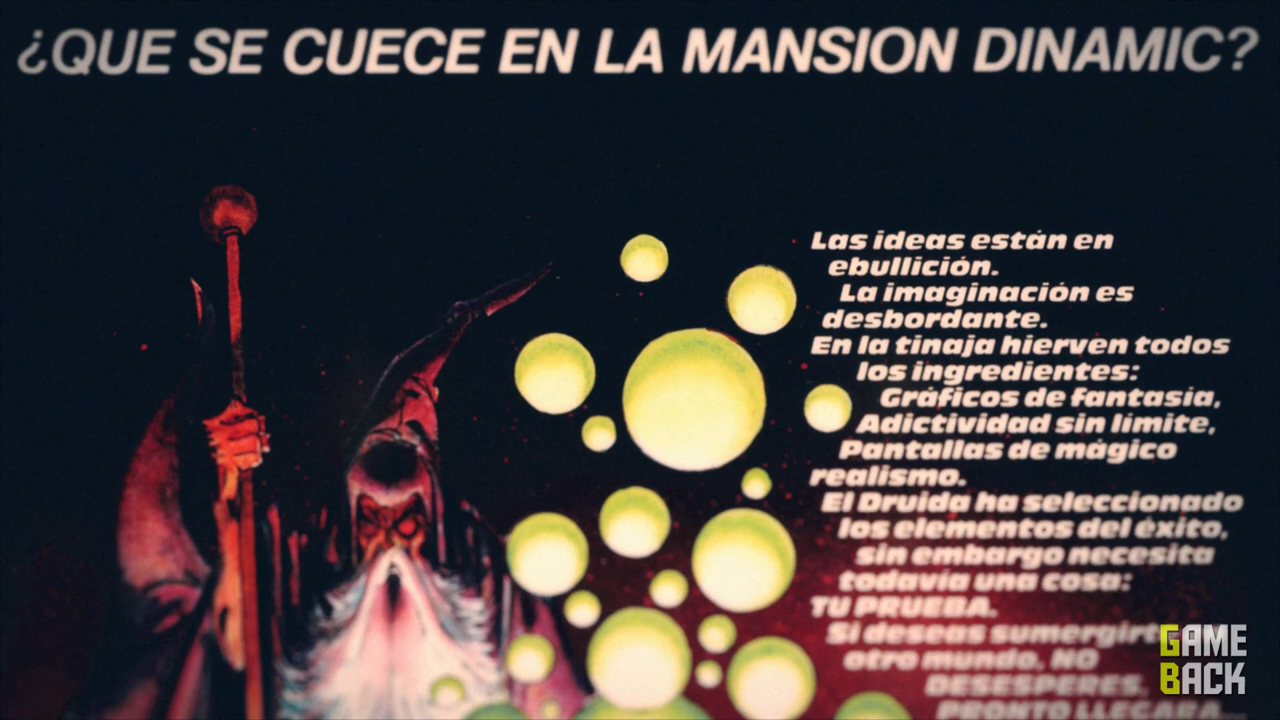 ¿QUE SE CUECE EN LA MANSION DINAMIC?
Las ideas están en
ebullición.
La imaginación es
desbordante.
En la tinaja hierven todos
los ingredientes:
Gráficos de fantasía,
Adictividad sin límite,
Pantallas de mágico
realismo.
El Druida ha seleccionado
los elementos del éxito,
sin embargo necesita
todavía una cosa:
TU PRUEBA.
Si deseas
otro mundo, NO
DESESPERES.
PRONTO LLEGARA...
GAME
BACK